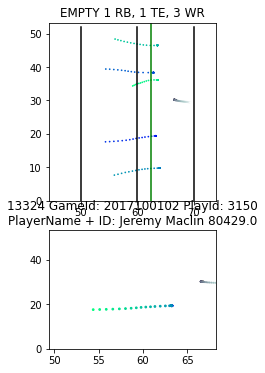 EMPTY 1 RB, 1 TE, 3 WR
50
40
30
20
10
0
50 60 70
13324 GameId: 2017100102 PlayId: 3150
PlayerName + ID: Jeremy Maclin 80429.0
40
20
0
50 55 60 65